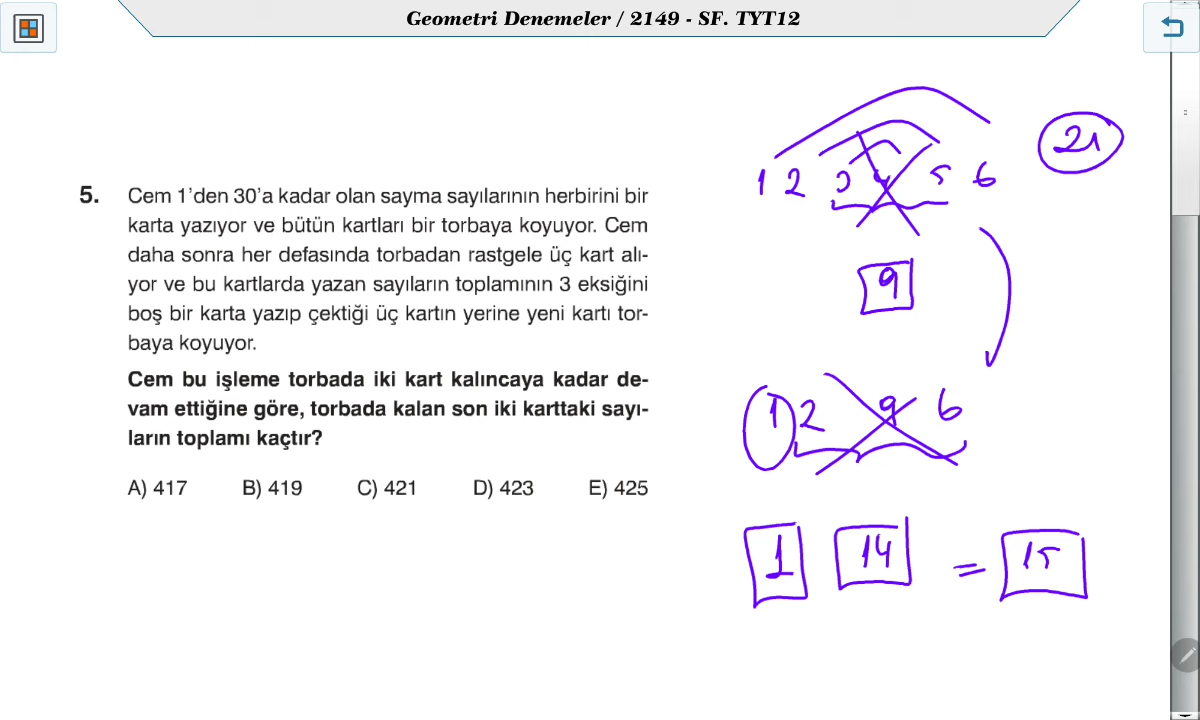 Geometri Denemeler / 2149 - SF. TYT12
5. Cem 1'den 30'a kadar olan sayma sayılarının herbirini bir
karta yazıyor ve bütün kartları bir torbaya koyuyor. Cem
daha sonra her defasında torbadan rastgele üç kart alı-
yor ve bu kartlarda yazan sayıların toplamının 3 eksiğini
boş bir karta yazıp çektiği üç kartın yerine yeni kartı tor-
baya koyuyor.
Cem bu işleme torbada iki kart kalıncaya kadar de-
vam ettiğine göre, torbada kalan son iki karttaki sayı-
ların toplamı kaçtır?
A) 417 B) 419 C) 421 D) 423 E) 425
21
1 2 3 4 5 6
9
1 2 9 6
1 14 = 15